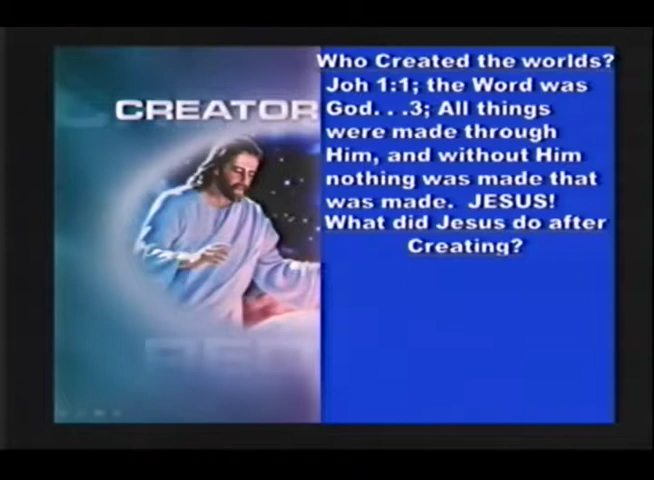 CREATOR
Who Created the worlds?
Joh 1:1; the Word was
God. . .3; All things
were made through
Him, and without Him
nothing was made that
was made. JESUS!
What did Jesus do after
Creating?